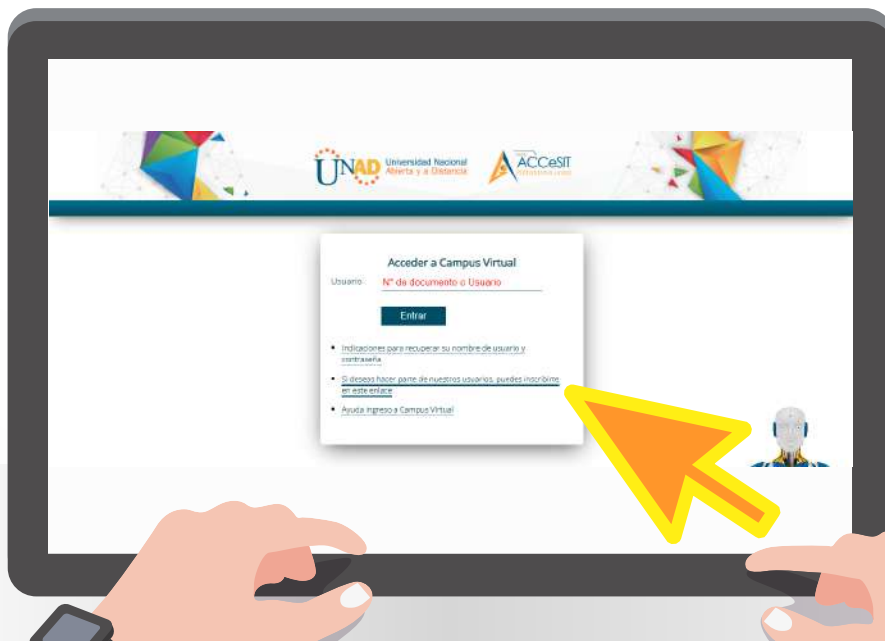 UNAD Universidad Nacional
Abierta y a Distancia
ACCeSIT
Acceder a Campus Virtual
Usuario N° de documento o Usuario
Entrar
Indicaciones para recuperar su nombre de usuario y
contraseña
Si deseas hacer parte de nuestros usuarios, puedes inscribirte
en este enlace
Ayuda ingreso a Campus Virtual